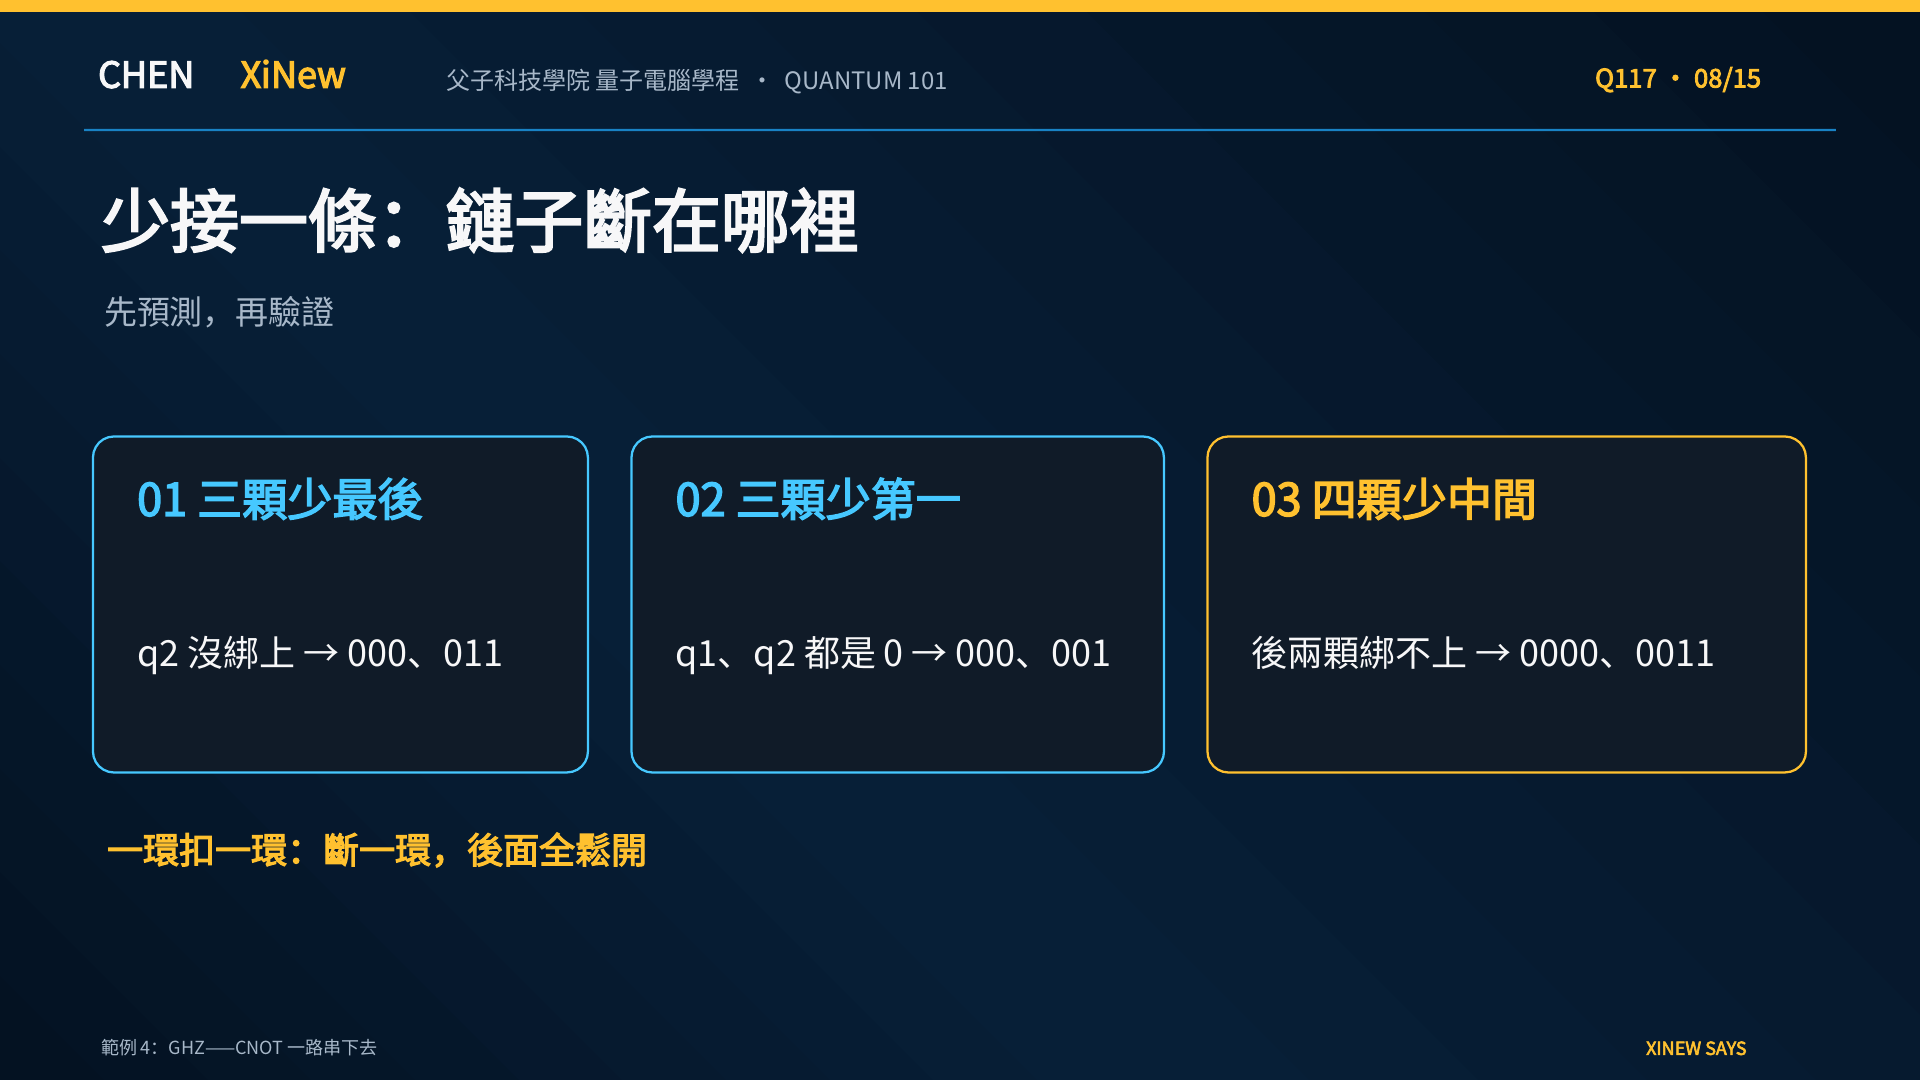 CHEN XiNew 父子科技學院 量子電腦學程 • QUANTUM 101 Q117 • 08/15
少接一條：鏈子斷在哪裡
先預測，再驗證
01 三顆少最後
q2 沒綁上 → 000、011
02 三顆少第一
q1、q2 都是 0 → 000、001
03 四顆少中間
後兩顆綁不上 → 0000、0011
一環扣一環：斷一環，後面全鬆開
範例 4：GHZ——CNOT 一路串下去
XINEW SAYS